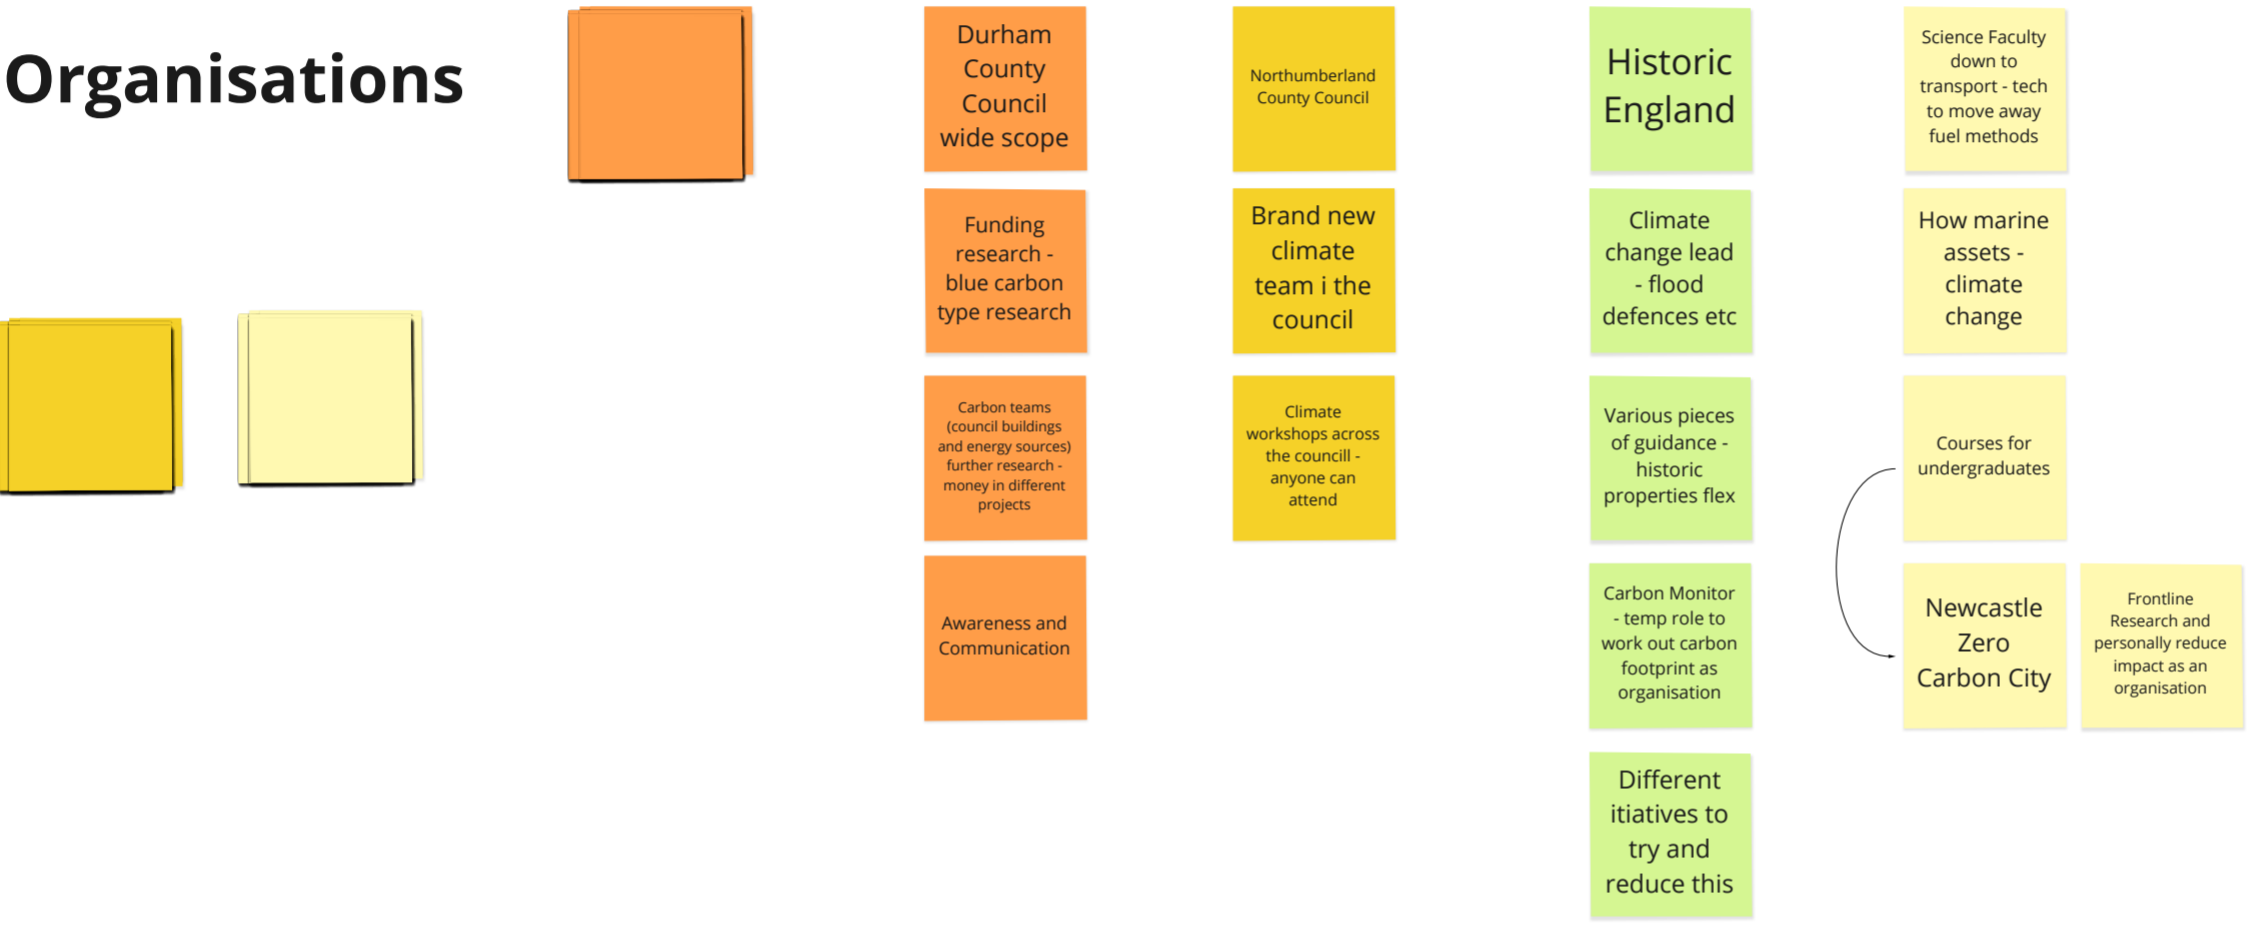 Organisations
Durham
County
Council
wide scope
Funding
research -
blue carbon
type research
Carbon teams
(council buildings
and energy sources)
further research -
money in different
projects
Awareness and
Communication
Northumberland
County Council
Brand new
climate
team i the
council
Climate
workshops across
the councill -
anyone can
attend
Historic
England
Climate
change lead
- flood
defences etc
Various pieces
of guidance -
historic
properties flex
Carbon Monitor
- temp role to
work out carbon
footprint as
organisation
Different
itiatives to
try and
reduce this
Science Faculty
down to
transport - tech
to move away
fuel methods
How marine
assets -
climate
change
Courses for
undergraduates
Newcastle
Zero
Carbon City
Frontline
Research and
personally reduce
impact as an
organisation